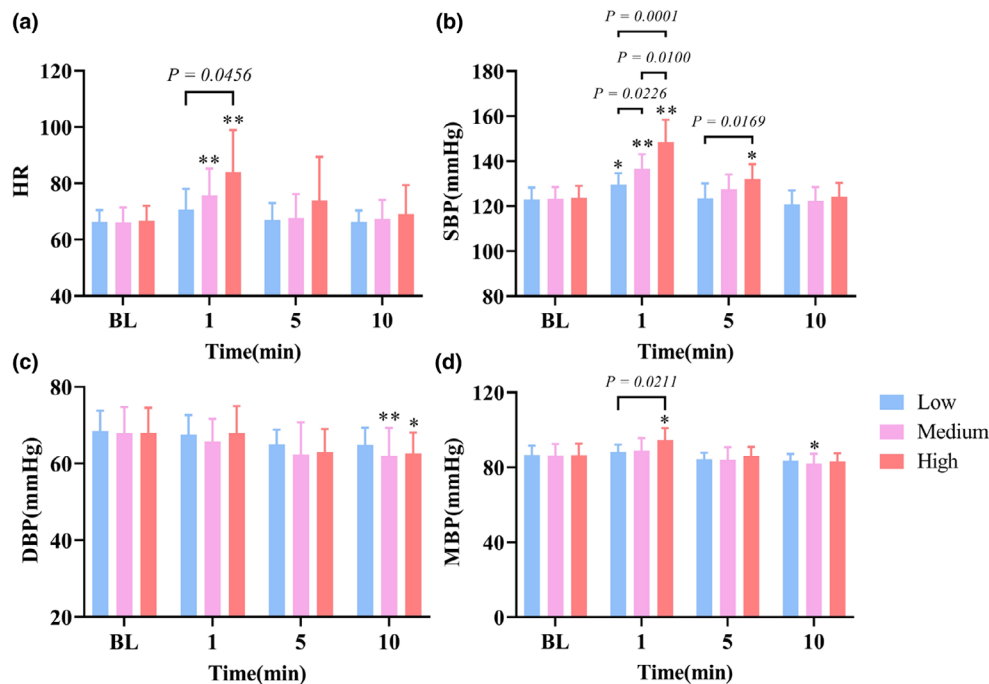 (a)
P = 0.0456
120
100
80
60
40
HR
**
**
BL 1 5 10
Time(min)
(b)
P = 0.0001
P = 0.0100
P = 0.0226
P = 0.0169
180
160
140
120
100
80
SBP(mmHg)
*
**
**
*
BL 1 5 10
Time(min)
(c)
80
60
40
20
DBP(mmHg)
**
*
BL 1 5 10
Time(min)
(d)
P = 0.0211
120
80
40
0
MBP(mmHg)
*
*
BL 1 5 10
Time(min)
Low
Medium
High